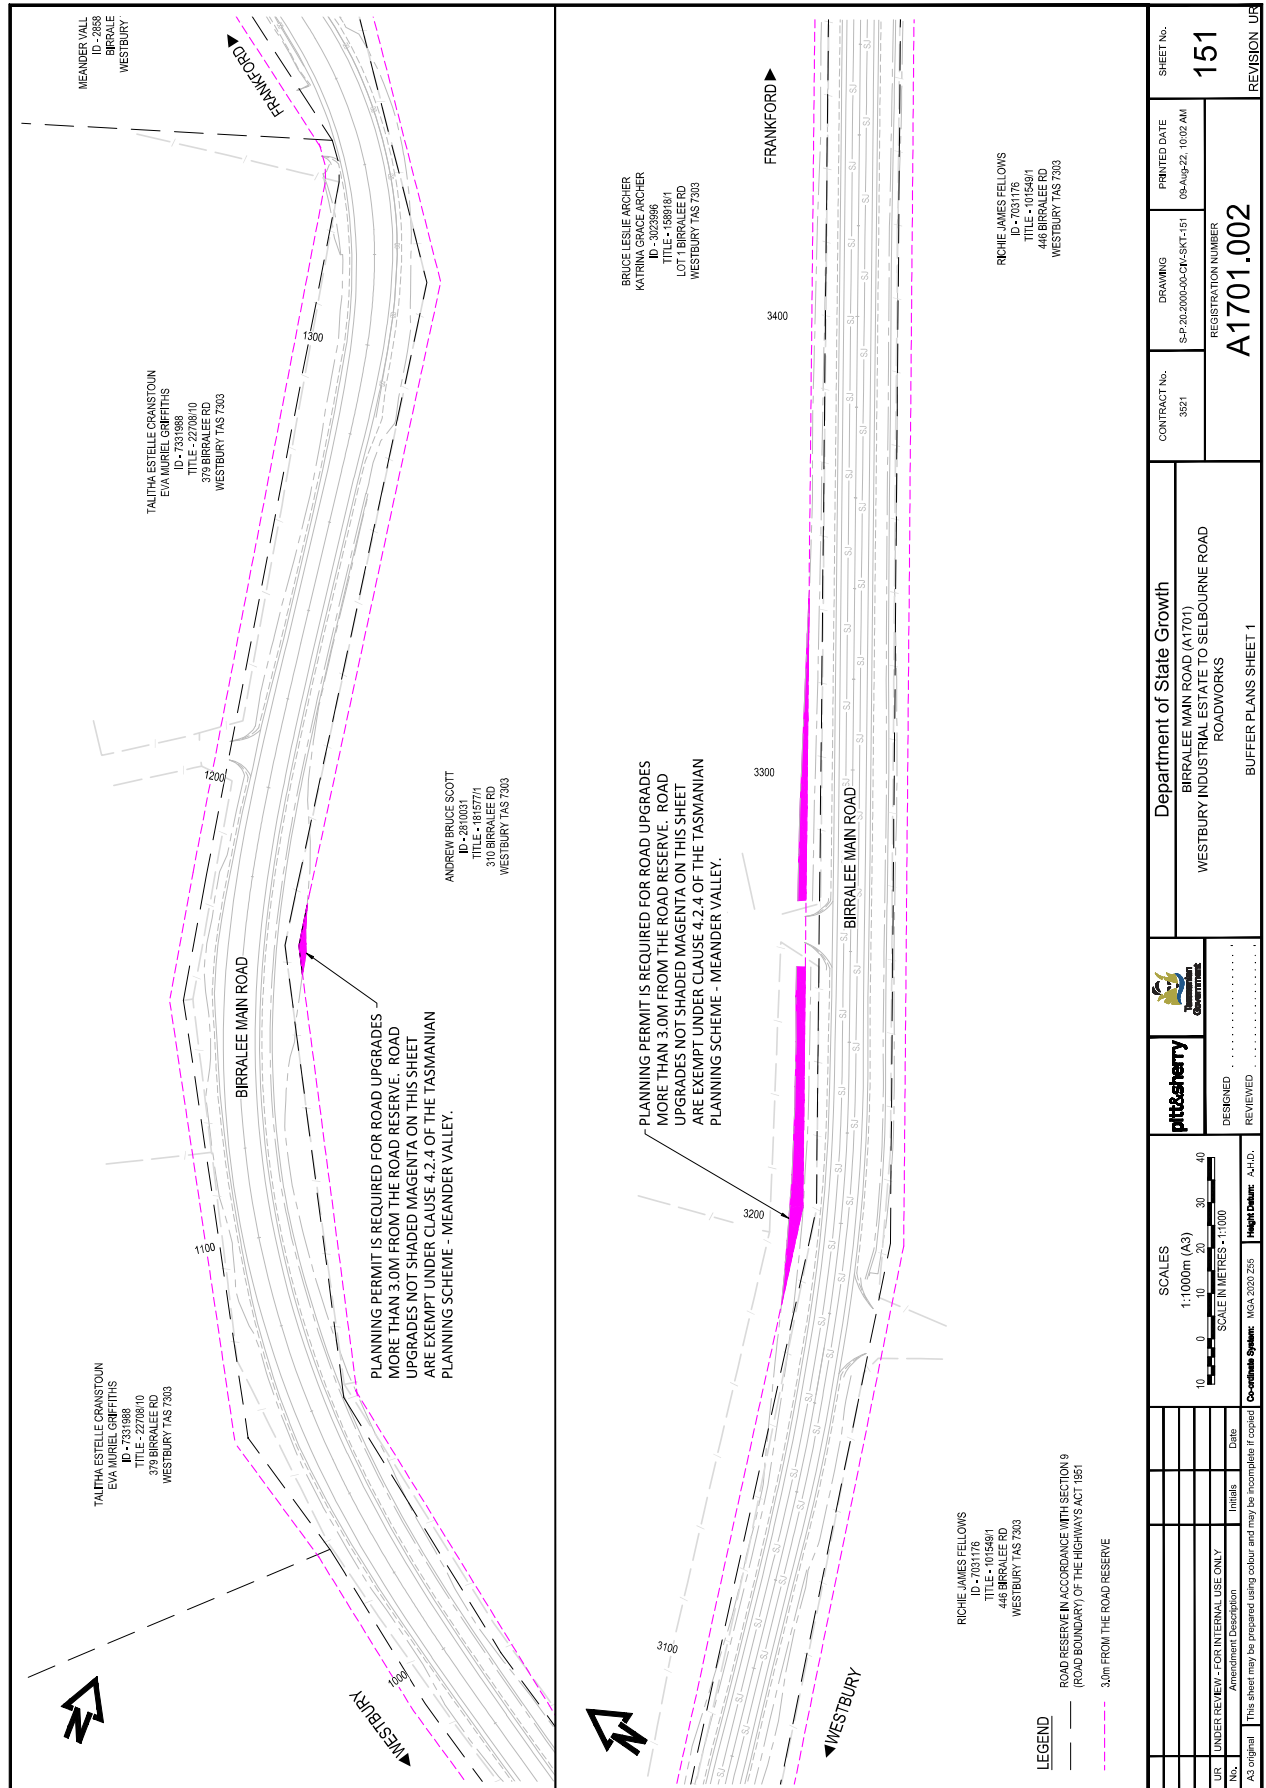 MEANDER VALL
ID - 2858
BIRRALE
WESTBURY
FRANKFORD
TALITHA ESTELLE CRANSTOUN
EVA MURIEL GRIFFITHS
ID - 7331988
TITLE - 22708/10
379 BIRRALEE RD
WESTBURY TAS 7303
1300
1200
ANDREW BRUCE SCOTT
ID - 2810031
TITLE - 181577/1
310 BIRRALEE RD
WESTBURY TAS 7303
BIRRALEE MAIN ROAD
PLANNING PERMIT IS REQUIRED FOR ROAD UPGRADES
MORE THAN 3.0M FROM THE ROAD RESERVE. ROAD
UPGRADES NOT SHADED MAGENTA ON THIS SHEET
ARE EXEMPT UNDER CLAUSE 4.2.4 OF THE TASMANIAN
PLANNING SCHEME - MEANDER VALLEY.
1100
TALITHA ESTELLE CRANSTOUN
EVA MURIEL GRIFFITHS
ID - 7331988
TITLE - 22708/10
379 BIRRALEE RD
WESTBURY TAS 7303
1000
WESTBURY
N
FRANKFORD
BRUCE LESLIE ARCHER
KATRINA GRACE ARCHER
ID - 3023996
TITLE - 158918/1
LOT 1 BIRRALEE RD
WESTBURY TAS 7303
RICHIE JAMES FELLOWS
ID - 7031176
TITLE - 101549/1
446 BIRRALEE RD
WESTBURY TAS 7303
3400
3300
BIRRALEE MAIN ROAD
PLANNING PERMIT IS REQUIRED FOR ROAD UPGRADES
MORE THAN 3.0M FROM THE ROAD RESERVE. ROAD
UPGRADES NOT SHADED MAGENTA ON THIS SHEET
ARE EXEMPT UNDER CLAUSE 4.2.4 OF THE TASMANIAN
PLANNING SCHEME - MEANDER VALLEY.
3200
3100
RICHIE JAMES FELLOWS
ID - 7031176
TITLE - 101549/1
446 BIRRALEE RD
WESTBURY TAS 7303
WESTBURY
N
LEGEND
ROAD RESERVE IN ACCORDANCE WITH SECTION 9
(ROAD BOUNDARY) OF THE HIGHWAYS ACT 1951
3.0m FROM THE ROAD RESERVE
UR UNDER REVIEW - FOR INTERNAL USE ONLY
No. Amendment Description Initials Date
A3 original This sheet may be prepared using colour and may be incomplete if copied
SCALES
1:1000m (A3)
10 0 10 20 30 40
SCALE IN METRES - 1:1000
Co-ordinate System: MGA 2020 Z55 Height Datum: A.H.D.
pitt&sherry
Tasmanian
Government
DESIGNED
REVIEWED
Department of State Growth
BIRRALEE MAIN ROAD (A1701)
WESTBURY INDUSTRIAL ESTATE TO SELBOURNE ROAD
ROADWORKS
BUFFER PLANS SHEET 1
CONTRACT No.
3521
DRAWING
S-P.20.2000-00-CIV-SKT-151
PRINTED DATE
09-Aug-22, 10:02 AM
SHEET No.
151
REGISTRATION NUMBER
A1701.002
REVISION UR